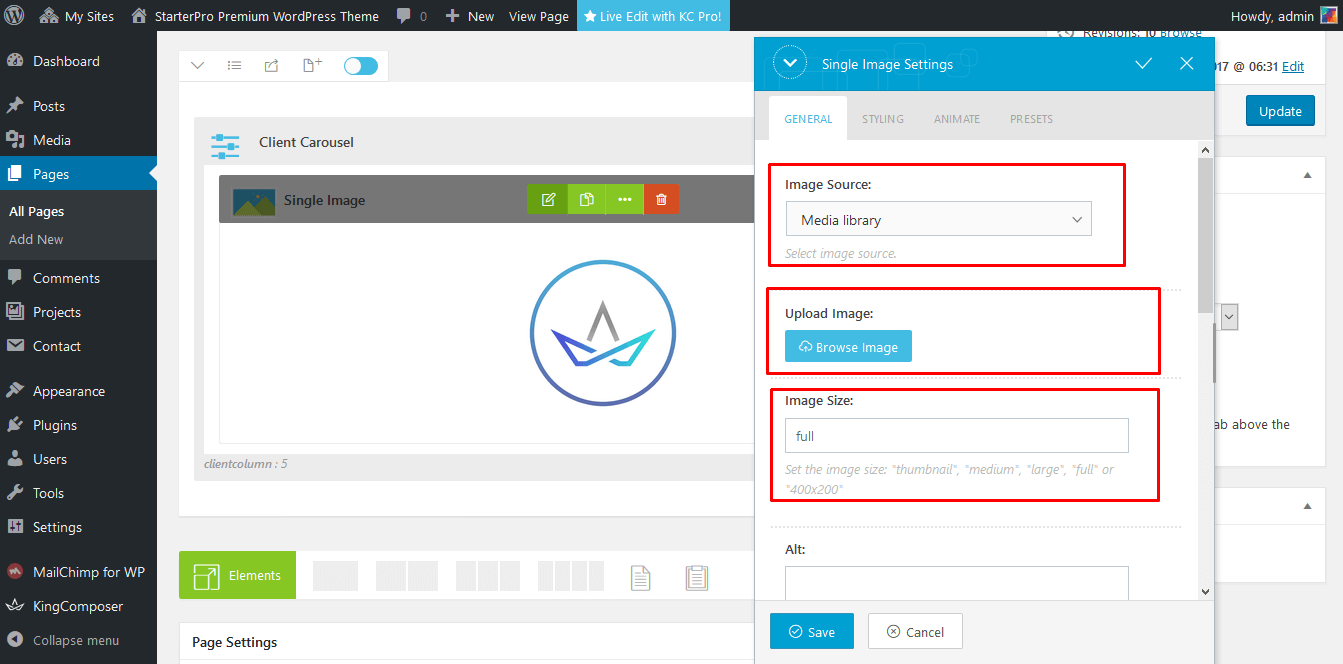 My Sites
StarterPro Premium WordPress Theme
0
New
View Page
Live Edit with KC Pro!
Howdy, admin
Dashboard
Posts
Media
Pages
All Pages
Add New
Comments
Projects
Contact
Appearance
Plugins
Users
Tools
Settings
MailChimp for WP
KingComposer
Collapse menu
Client Carousel
Single Image
clientcolumn : 5
Elements
Page Settings
Revisions: 10 Browse
17 @ 06:31 Edit
Update
ab above the
Single Image Settings
GENERAL
STYLING
ANIMATE
PRESETS
Image Source:
Media library
Select image source.
Upload Image:
Browse Image
Image Size:
full
Set the image size: "thumbnail", "medium", "large", "full" or
"400x200"
Alt:
Save
Cancel